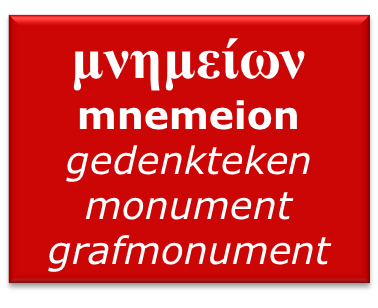 μνημείων
mnemeion
gedenkteken
monument
grafmonument